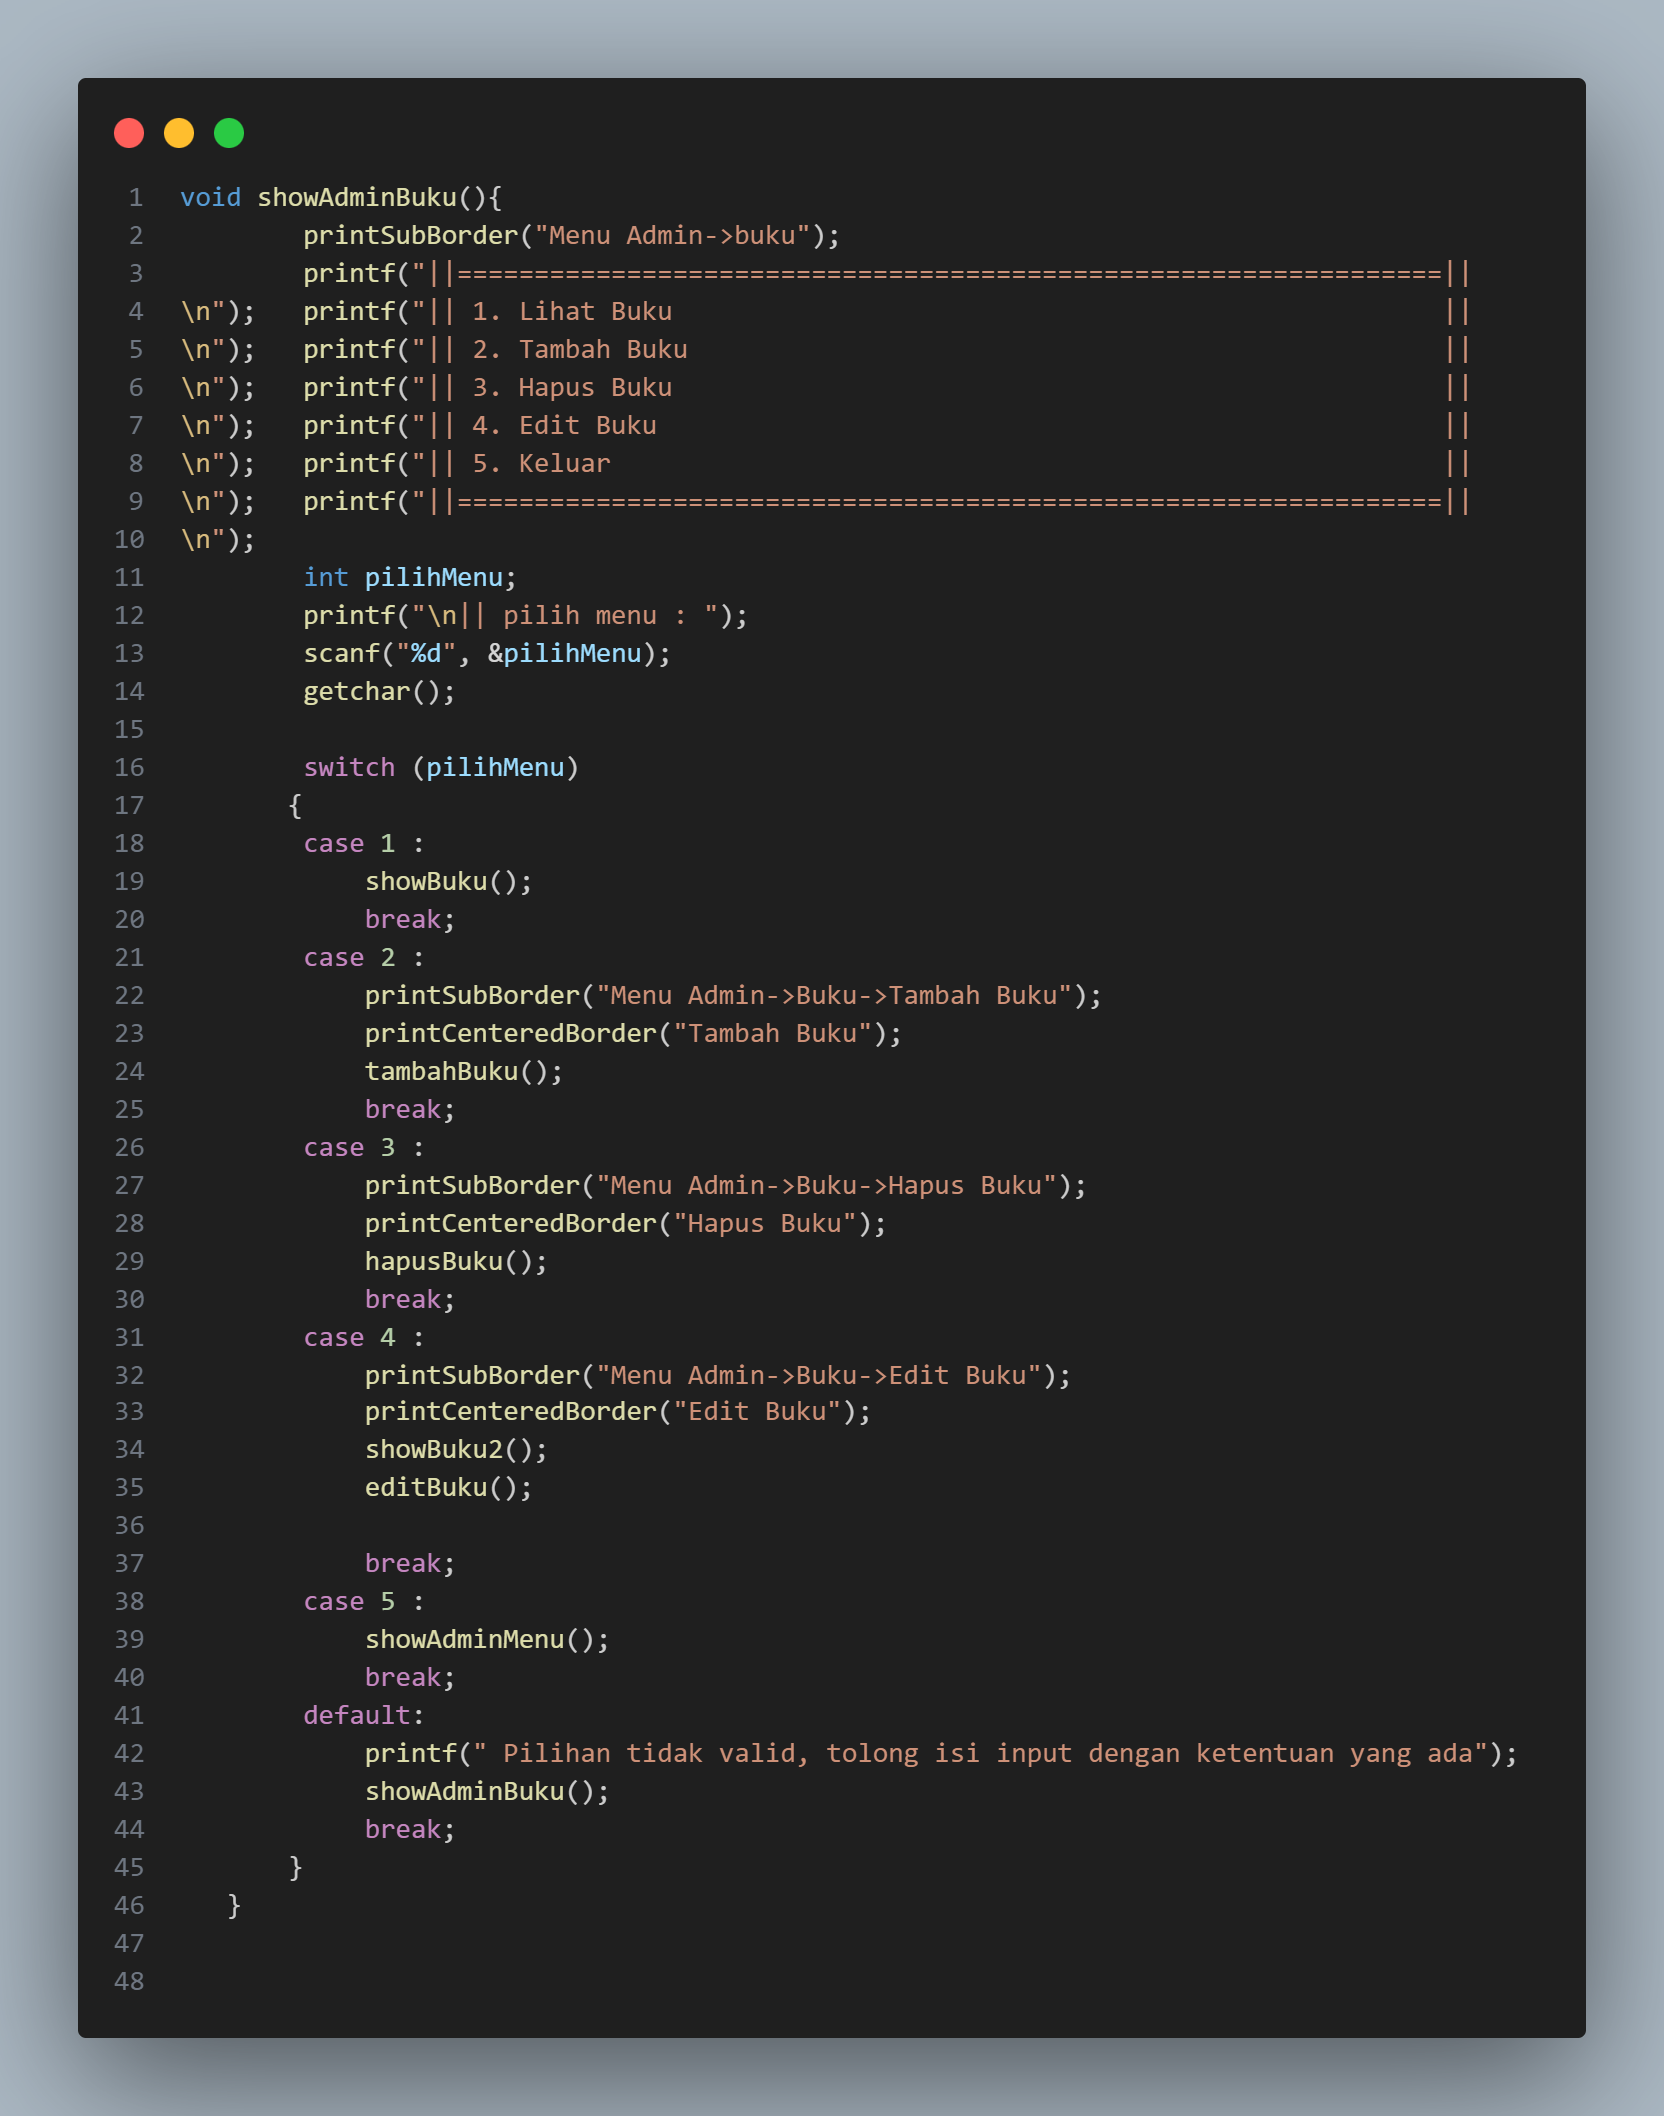 1 void showAdminBuku(){
2         printSubBorder("Menu Admin->buku");
3         printf("||================================================================||
4 \n");   printf("|| 1. Lihat Buku                                                  ||
5 \n");   printf("|| 2. Tambah Buku                                                 ||
6 \n");   printf("|| 3. Hapus Buku                                                  ||
7 \n");   printf("|| 4. Edit Buku                                                   ||
8 \n");   printf("|| 5. Keluar                                                      ||
9 \n");   printf("||================================================================||
10 \n");
11         int pilihMenu;
12         printf("\n|| pilih menu : ");
13         scanf("%d", &pilihMenu);
14         getchar();
15
16         switch (pilihMenu)
17        {
18         case 1 :
19             showBuku();
20             break;
21         case 2 :
22             printSubBorder("Menu Admin->Buku->Tambah Buku");
23             printCenteredBorder("Tambah Buku");
24             tambahBuku();
25             break;
26         case 3 :
27             printSubBorder("Menu Admin->Buku->Hapus Buku");
28             printCenteredBorder("Hapus Buku");
29             hapusBuku();
30             break;
31         case 4 :
32             printSubBorder("Menu Admin->Buku->Edit Buku");
33             printCenteredBorder("Edit Buku");
34             showBuku2();
35             editBuku();
36
37             break;
38         case 5 :
39             showAdminMenu();
40             break;
41         default:
42             printf(" Pilihan tidak valid, tolong isi input dengan ketentuan yang ada");
43             showAdminBuku();
44             break;
45        }
46    }
47
48